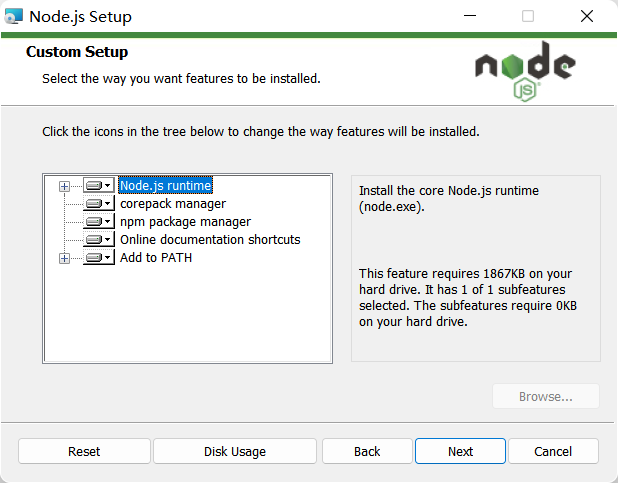 Node.js Setup
Custom Setup
Select the way you want features to be installed.
node
JS
Click the icons in the tree below to change the way features will be installed.
Node.js runtime
corepack manager
npm package manager
Online documentation shortcuts
Add to PATH
Install the core Node.js runtime
(node.exe).
This feature requires 1867KB on your
hard drive. It has 1 of 1 subfeatures
selected. The subfeatures require 0KB
on your hard drive.
Browse...
Reset
Disk Usage
Back
Next
Cancel